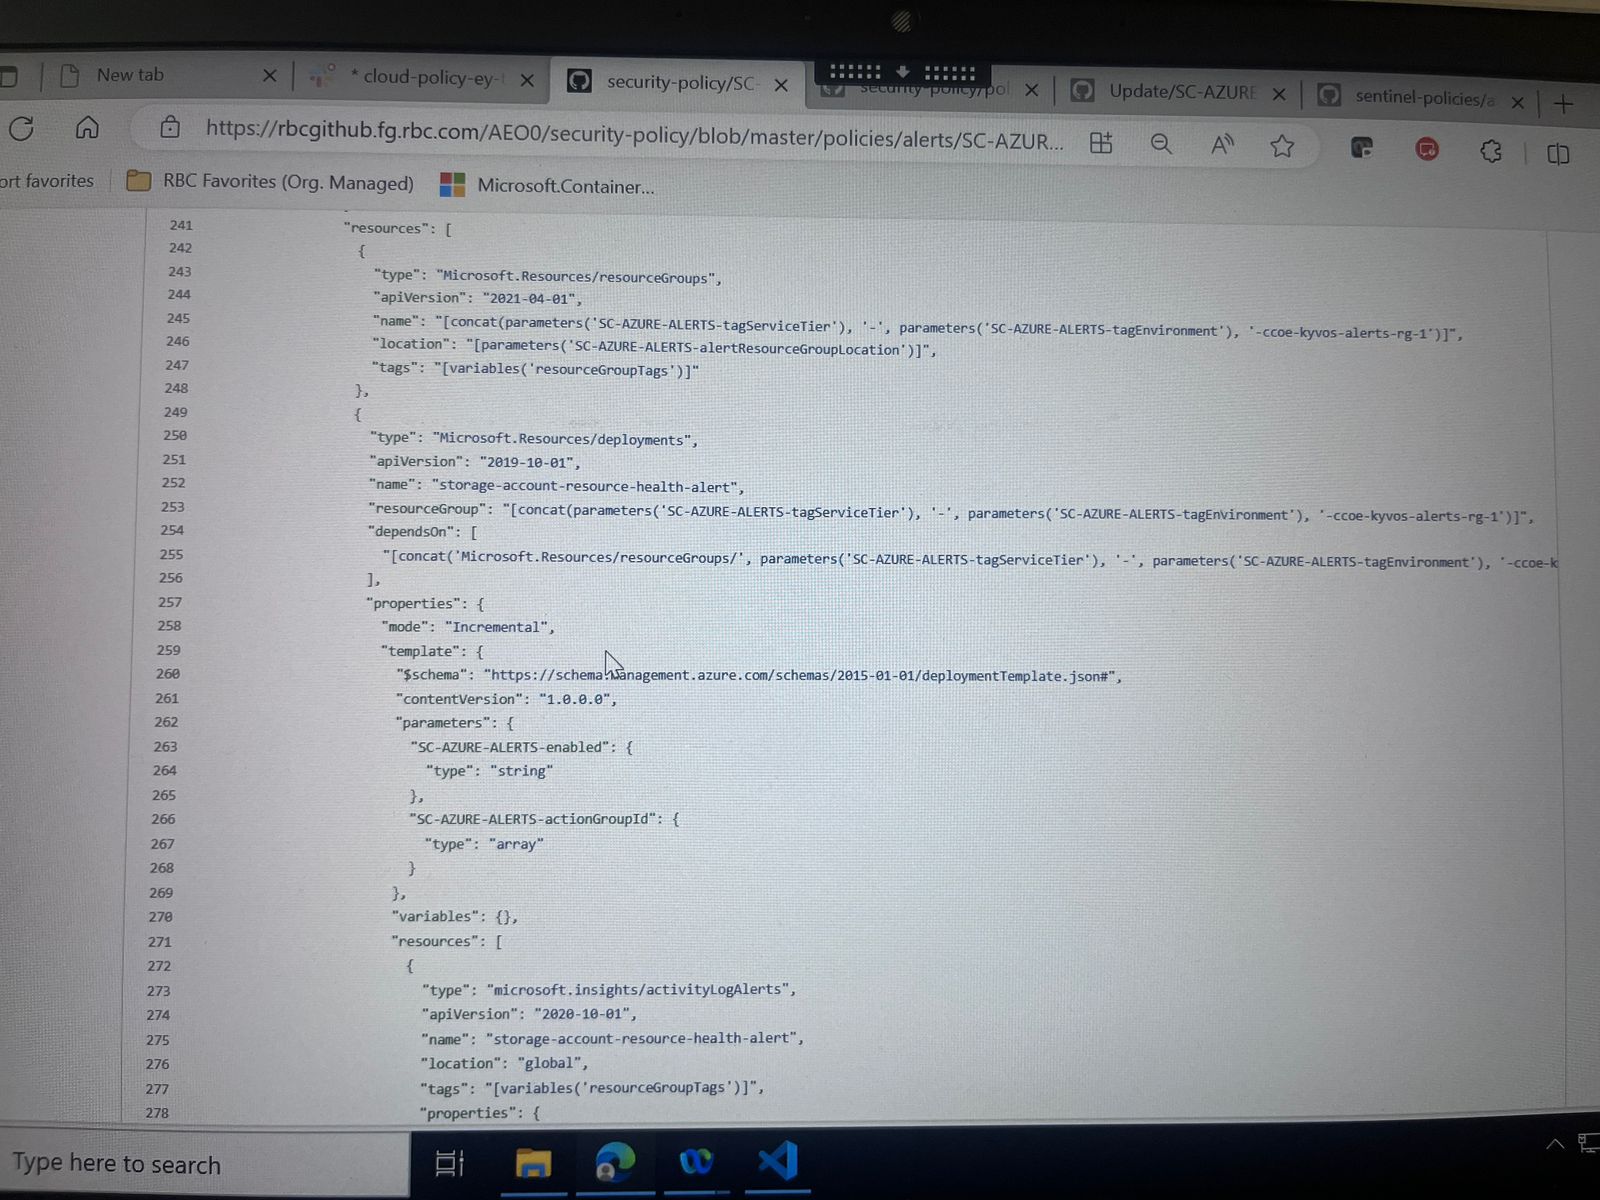 New tab
* cloud-policy-ey-t
security-policy/SC-
security-policy/pol
Update/SC-AZURE
sentinel-policies/a
https://rbcgithub.fg.rbc.com/AEO0/security-policy/blob/master/policies/alerts/SC-AZUR...
ort favorites
RBC Favorites (Org. Managed)
Microsoft.Container...
241 "resources": [
242 {
243 "type": "Microsoft.Resources/resourceGroups",
244 "apiVersion": "2021-04-01",
245 "name": "[concat(parameters('SC-AZURE-ALERTS-tagServiceTier'), '-', parameters('SC-AZURE-ALERTS-tagEnvironment'), '-ccoe-kyvos-alerts-rg-1')]",
246 "location": "[parameters('SC-AZURE-ALERTS-alertResourceGroupLocation')]",
247 "tags": "[variables('resourceGroupTags')]"
248 },
249 {
250 "type": "Microsoft.Resources/deployments",
251 "apiVersion": "2019-10-01",
252 "name": "storage-account-resource-health-alert",
253 "resourceGroup": "[concat(parameters('SC-AZURE-ALERTS-tagServiceTier'), '-', parameters('SC-AZURE-ALERTS-tagEnvironment'), '-ccoe-kyvos-alerts-rg-1')]",
254 "dependsOn": [
255 "[concat('Microsoft.Resources/resourceGroups/', parameters('SC-AZURE-ALERTS-tagServiceTier'), '-', parameters('SC-AZURE-ALERTS-tagEnvironment'), '-ccoe-k
256 ],
257 "properties": {
258 "mode": "Incremental",
259 "template": {
260 "$schema": "https://schema.management.azure.com/schemas/2015-01-01/deploymentTemplate.json#",
261 "contentVersion": "1.0.0.0",
262 "parameters": {
263 "SC-AZURE-ALERTS-enabled": {
264 "type": "string"
265 },
266 "SC-AZURE-ALERTS-actionGroupId": {
267 "type": "array"
268 }
269 },
270 "variables": {},
271 "resources": [
272 {
273 "type": "microsoft.insights/activityLogAlerts",
274 "apiVersion": "2020-10-01",
275 "name": "storage-account-resource-health-alert",
276 "location": "global",
277 "tags": "[variables('resourceGroupTags')]",
278 "properties": {
Type here to search